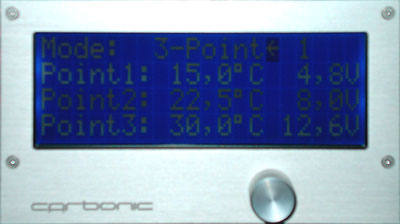 Mode: 3-Point← 1
Point1: 15,0°C 4,8V
Point2: 22,5°C 8,0V
Point3: 30,0°C 12,6V
carbonic